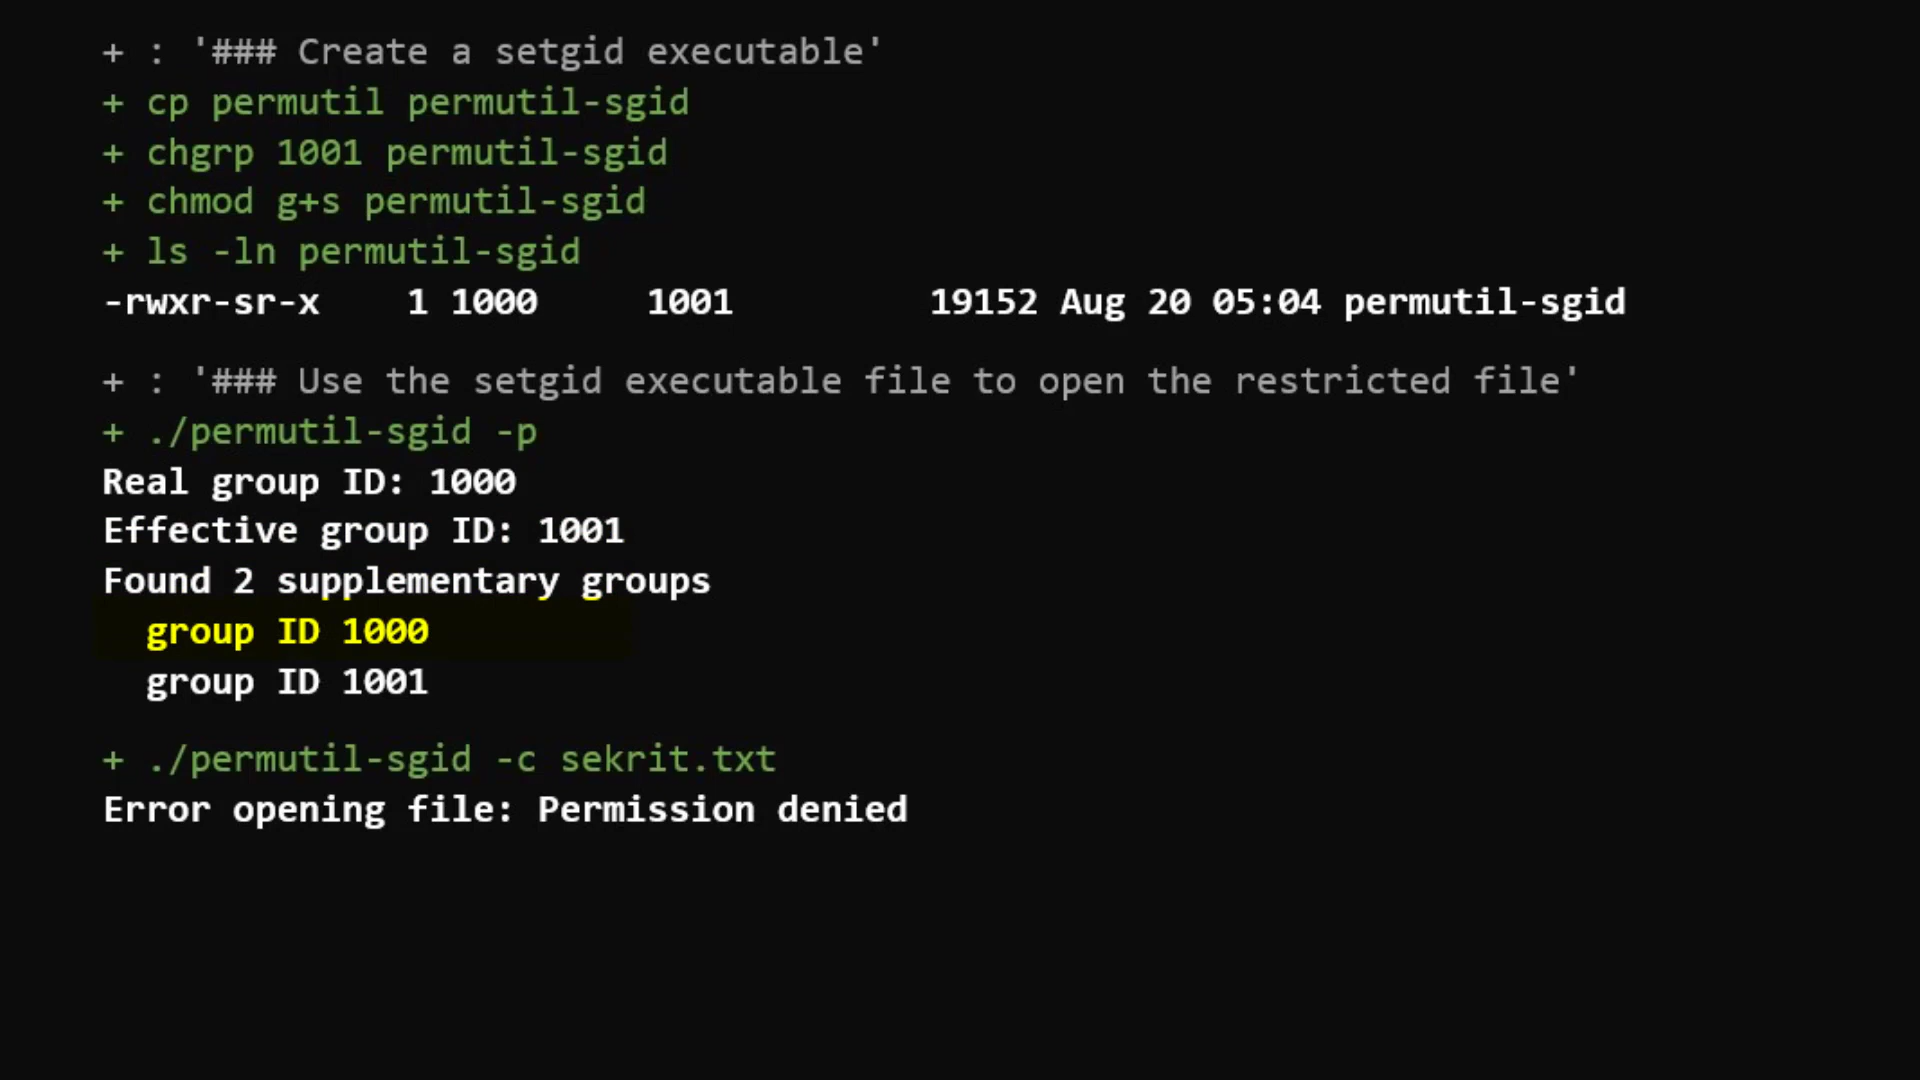 + : '### Create a setgid executable'
+ cp permutil permutil-sgid
+ chgrp 1001 permutil-sgid
+ chmod g+s permutil-sgid
+ ls -ln permutil-sgid
-rwxr-sr-x    1 1000     1001         19152 Aug 20 05:04 permutil-sgid
+ : '### Use the setgid executable file to open the restricted file'
+ ./permutil-sgid -p
Real group ID: 1000
Effective group ID: 1001
Found 2 supplementary groups
  group ID 1000
  group ID 1001
+ ./permutil-sgid -c sekrit.txt
Error opening file: Permission denied